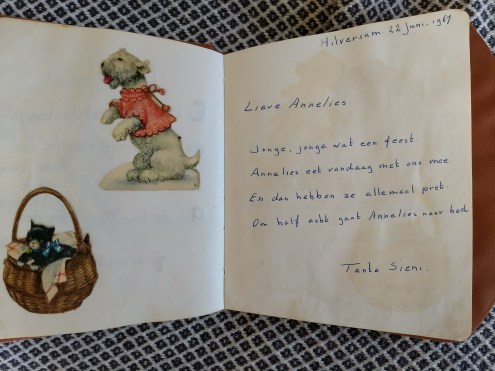 Hilversum 22 Juni. 1967
Lieve Annelies
Jonge, jonge wat een feest
Annelies eet vandaag met ons mee.
En dan hebben ze allemaal pret.
Om half acht gaat Annelies naar bed
Tante Sieni.